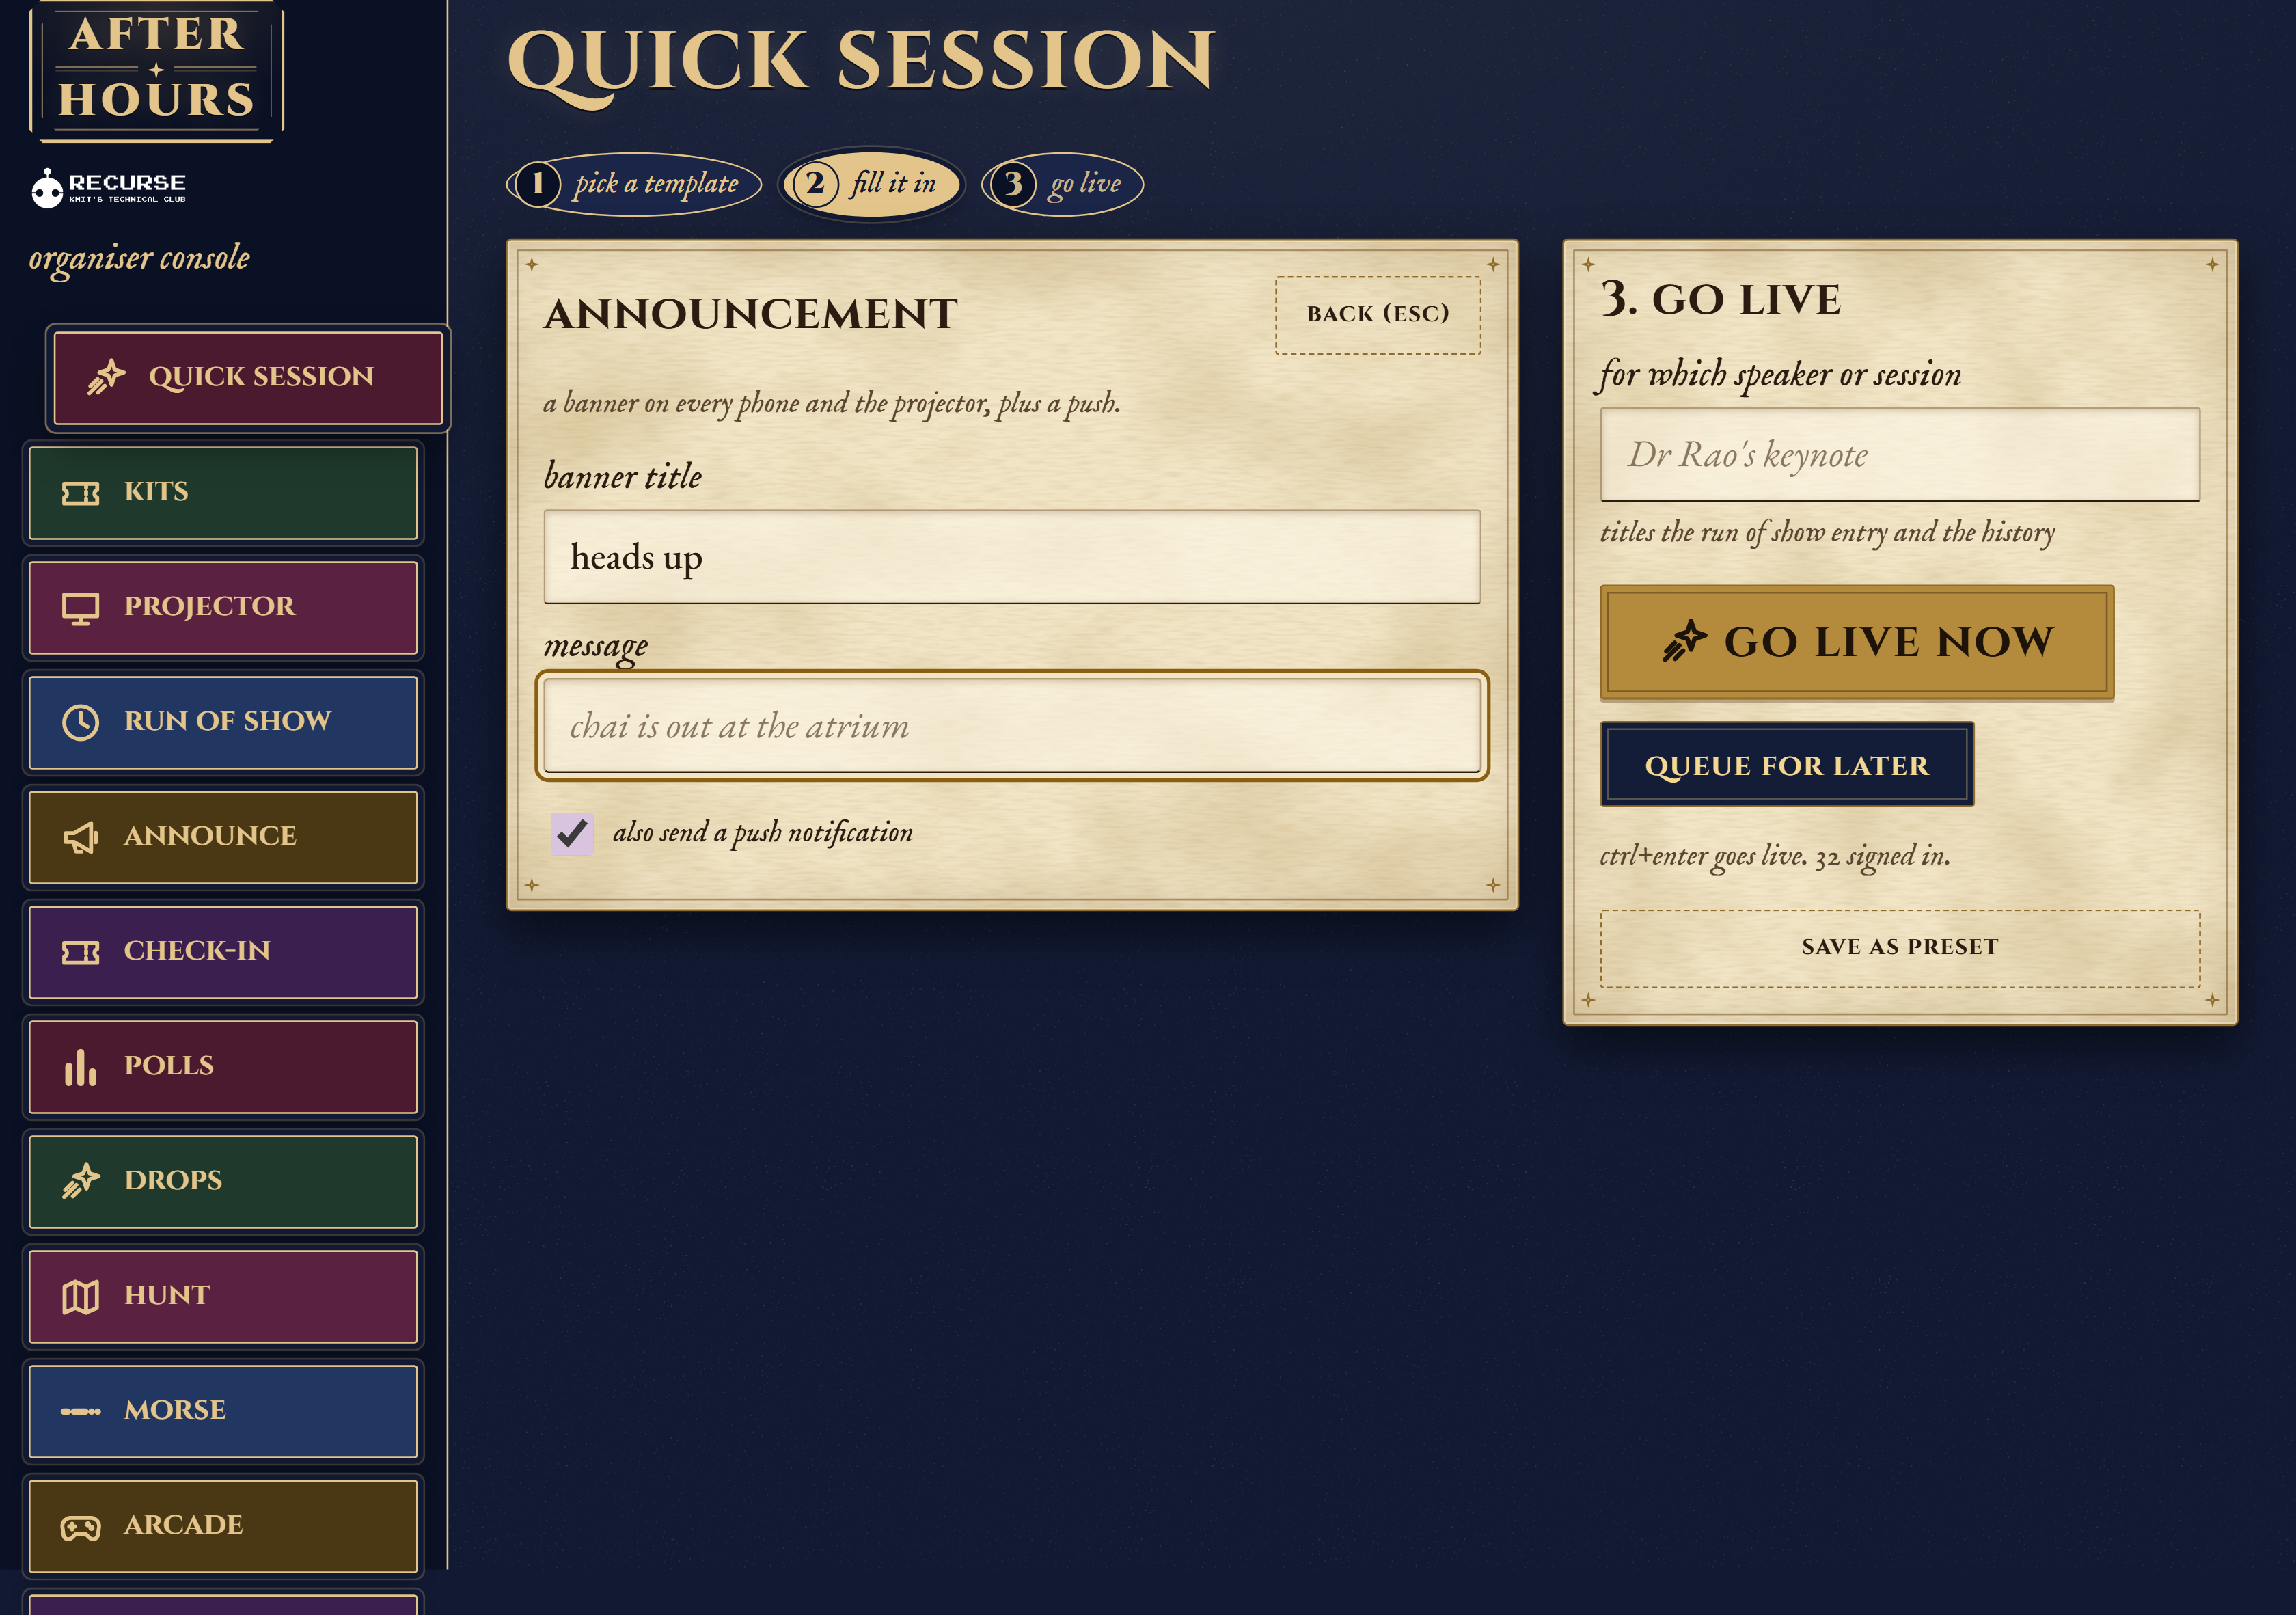 AFTER
HOURS
RECURSE
KMIT'S TECHNICAL CLUB
organiser console
QUICK SESSION
KITS
PROJECTOR
RUN OF SHOW
ANNOUNCE
CHECK-IN
POLLS
DROPS
HUNT
MORSE
ARCADE
QUICK SESSION
1 pick a template
2 fill it in
3 go live
ANNOUNCEMENT
BACK (ESC)
a banner on every phone and the projector, plus a push.
banner title
heads up
message
chai is out at the atrium
also send a push notification
3. GO LIVE
for which speaker or session
Dr Rao's keynote
titles the run of show entry and the history
GO LIVE NOW
QUEUE FOR LATER
ctrl+enter goes live. 32 signed in.
SAVE AS PRESET